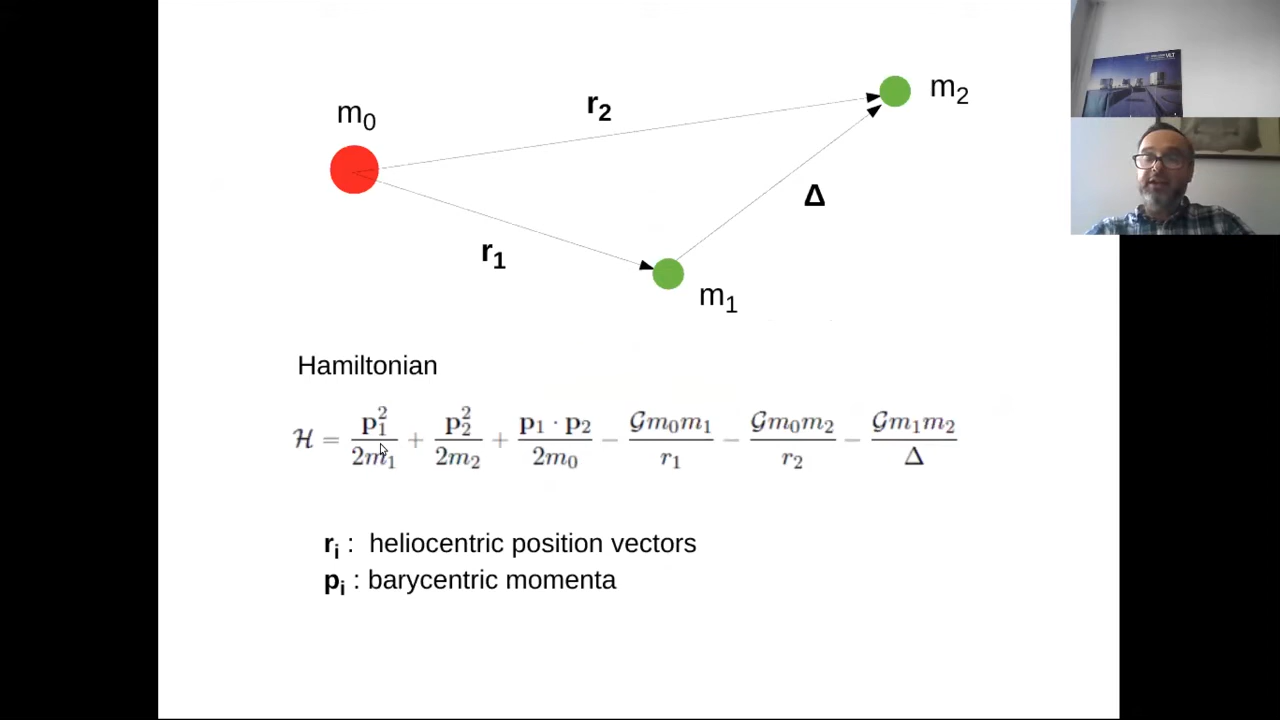 m₀
r₂
m₂
Δ
r₁
m₁
Hamiltonian
ℋ = p₁²/2m₁ + p₂²/2m₂ + p₁ · p₂/2m₀ − 𝒢m₀m₁/r₁ − 𝒢m₀m₂/r₂ − 𝒢m₁m₂/Δ
rᵢ : heliocentric position vectors
pᵢ : barycentric momenta
VLT